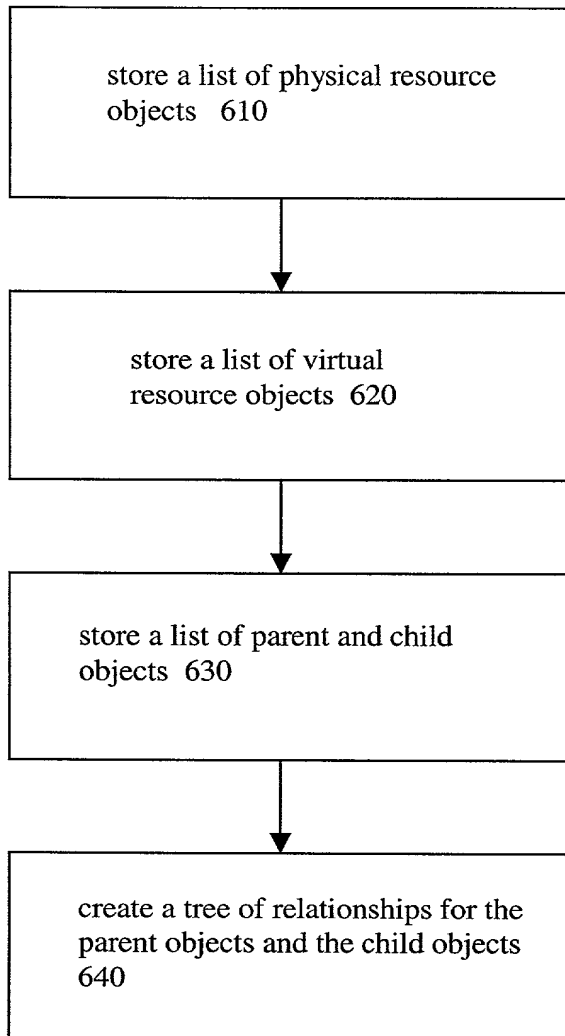 store a list of physical resource
objects 610
store a list of virtual
resource objects 620
store a list of parent and child
objects 630
create a tree of relationships for the
parent objects and the child objects
640